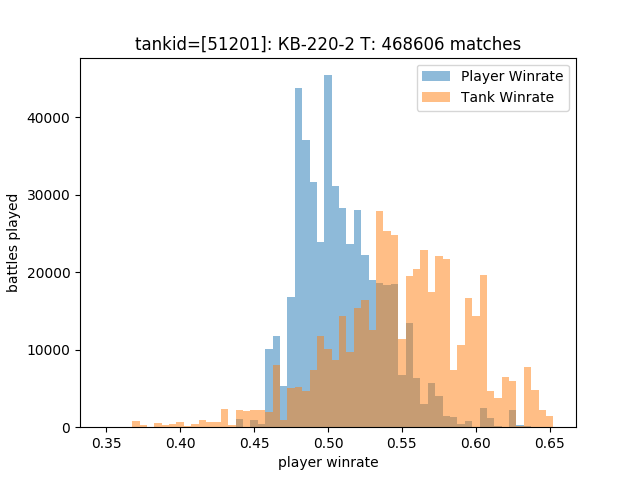 tankid=[51201]: КВ-220-2 Т: 468606 matches
Player Winrate
Tank Winrate
battles played
40000
30000
20000
10000
0
0.35 0.40 0.45 0.50 0.55 0.60 0.65
player winrate